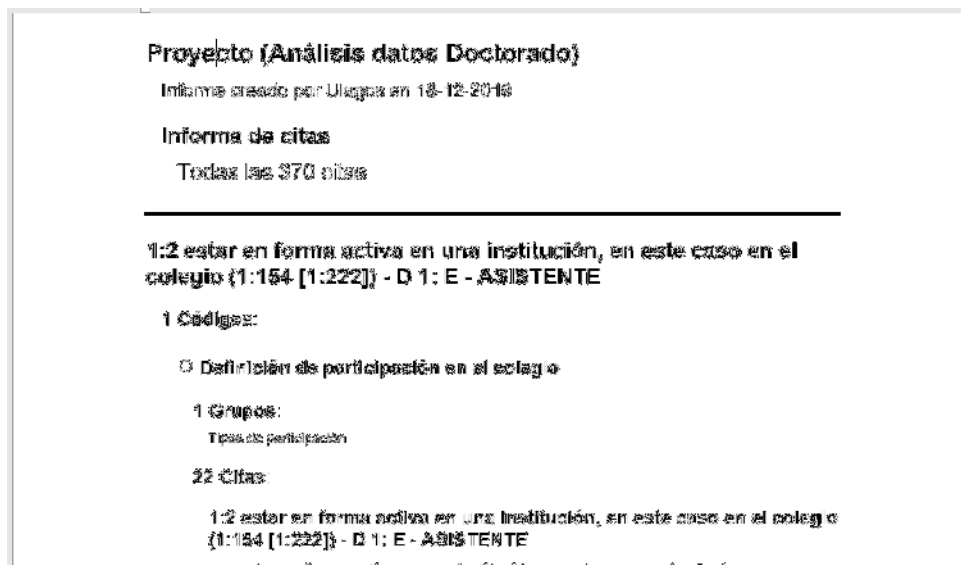 Proyecto (Análisis datos Doctorado)
Informe creado por Ulagos en 18-12-2018
Informe de citas
Todas las 370 citas
1:2 estar en forma activa en una institución, en este caso en el
colegio (1:154 [1:222]) - D 1: E - ASISTENTE
1 Códigos:
○ Definición de participación en el colegio
1 Grupos:
Tipos de participación
22 Citas:
1:2 estar en forma activa en una institución, en este caso en el colegio
(1:154 [1:222]) - D 1: E - ASISTENTE